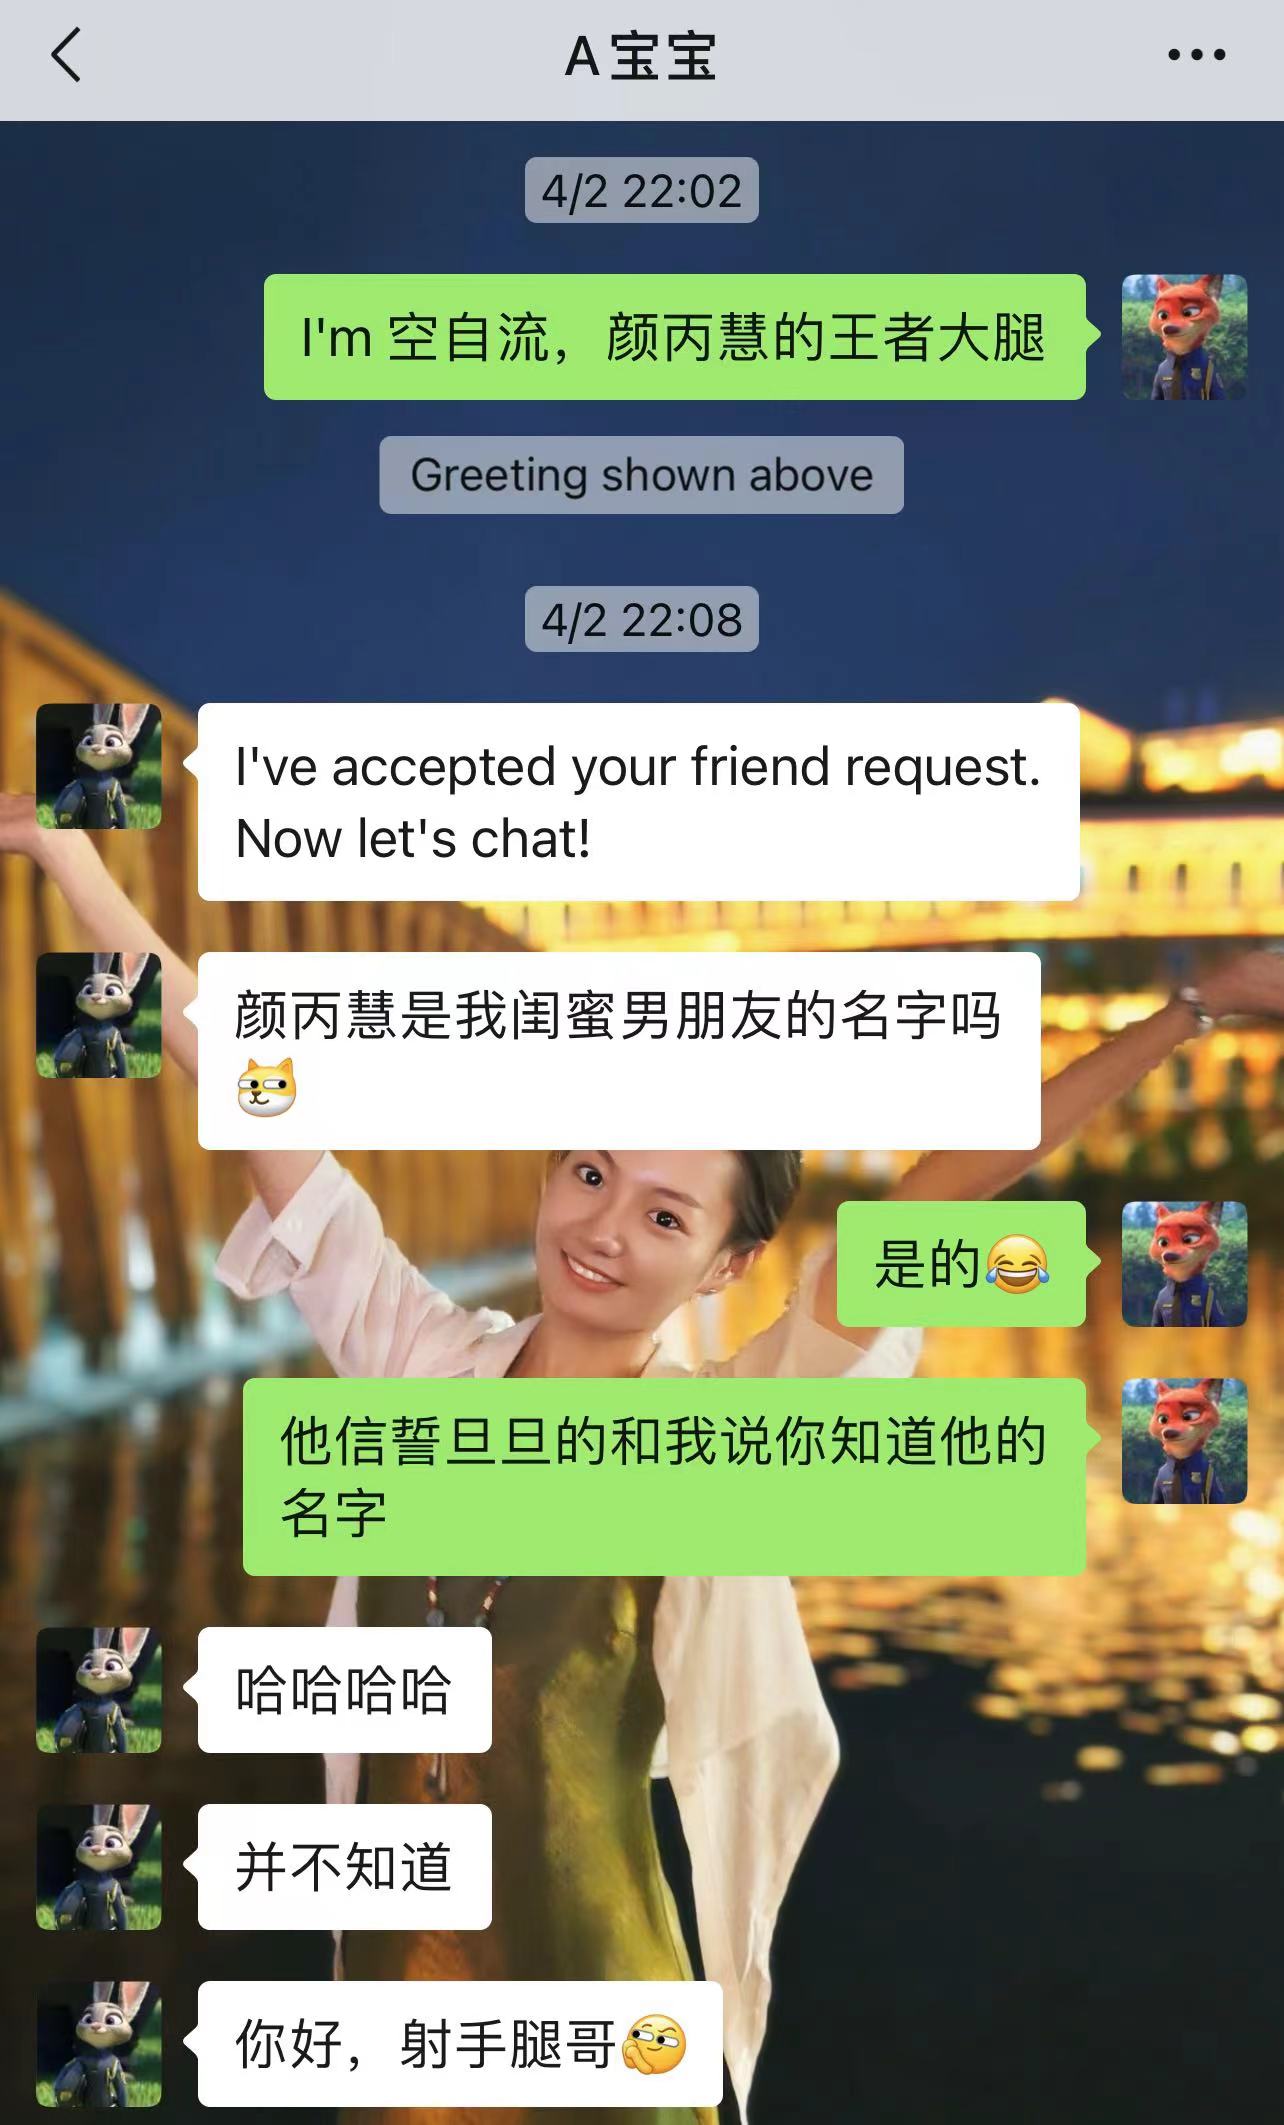 A宝宝
4/2 22:02
I'm 空自流，颜丙慧的王者大腿
Greeting shown above
4/2 22:08
I've accepted your friend request.
Now let's chat!
颜丙慧是我闺蜜男朋友的名字吗
是的😂
他信誓旦旦的和我说你知道他的
名字
哈哈哈哈
并不知道
你好，射手腿哥